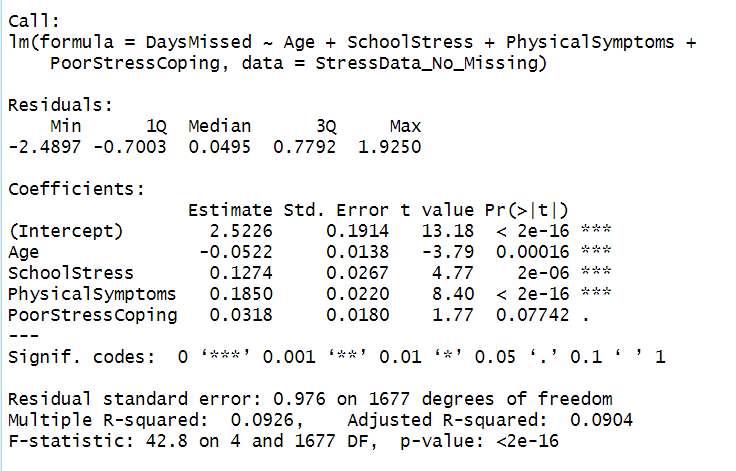 Call:
lm(formula = DaysMissed ~ Age + SchoolStress + PhysicalSymptoms +
    PoorStressCoping, data = StressData_No_Missing)

Residuals:
    Min      1Q  Median      3Q     Max
-2.4897 -0.7003  0.0495  0.7792  1.9250

Coefficients:
                 Estimate Std. Error t value Pr(>|t|)
(Intercept)        2.5226     0.1914   13.18  < 2e-16 ***
Age               -0.0522     0.0138   -3.79  0.00016 ***
SchoolStress       0.1274     0.0267    4.77    2e-06 ***
PhysicalSymptoms   0.1850     0.0220    8.40  < 2e-16 ***
PoorStressCoping   0.0318     0.0180    1.77  0.07742 .
---
Signif. codes:  0 ‘***’ 0.001 ‘**’ 0.01 ‘*’ 0.05 ‘.’ 0.1 ‘ ’ 1

Residual standard error: 0.976 on 1677 degrees of freedom
Multiple R-squared:  0.0926,    Adjusted R-squared:  0.0904
F-statistic: 42.8 on 4 and 1677 DF,  p-value: <2e-16